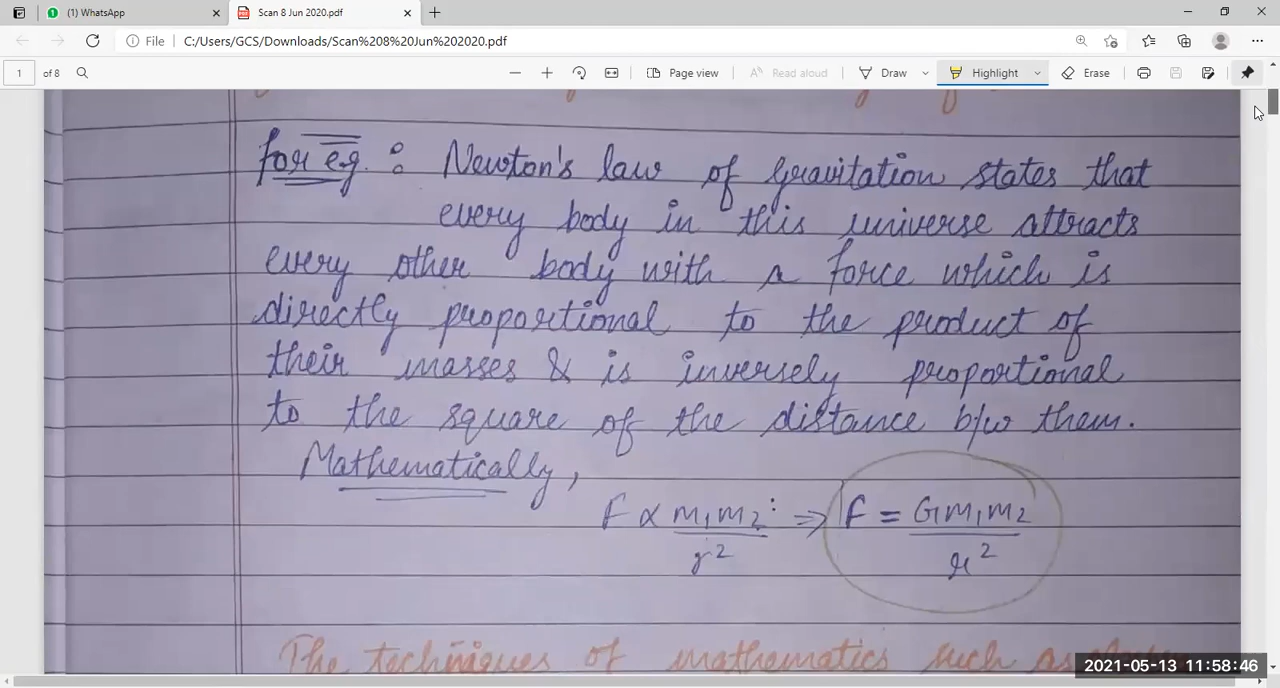 (1) WhatsApp
Scan 8 Jun 2020.pdf
File
C:/Users/GCS/Downloads/Scan%208%20Jun%202020.pdf
1 of 8
Page view
Read aloud
Draw
Highlight
Erase
for e.g. : Newton's law of gravitation states that
every body in this universe attracts
every other body with a force which is
directly proportional to the product of
their masses & is inversely proportional
to the square of the distance b/w them.
Mathematically,
F ∝ m₁m₂/r² ⇒ F = Gm₁m₂/r²
The techniques of mathematics such as
2021-05-13 11:58:46